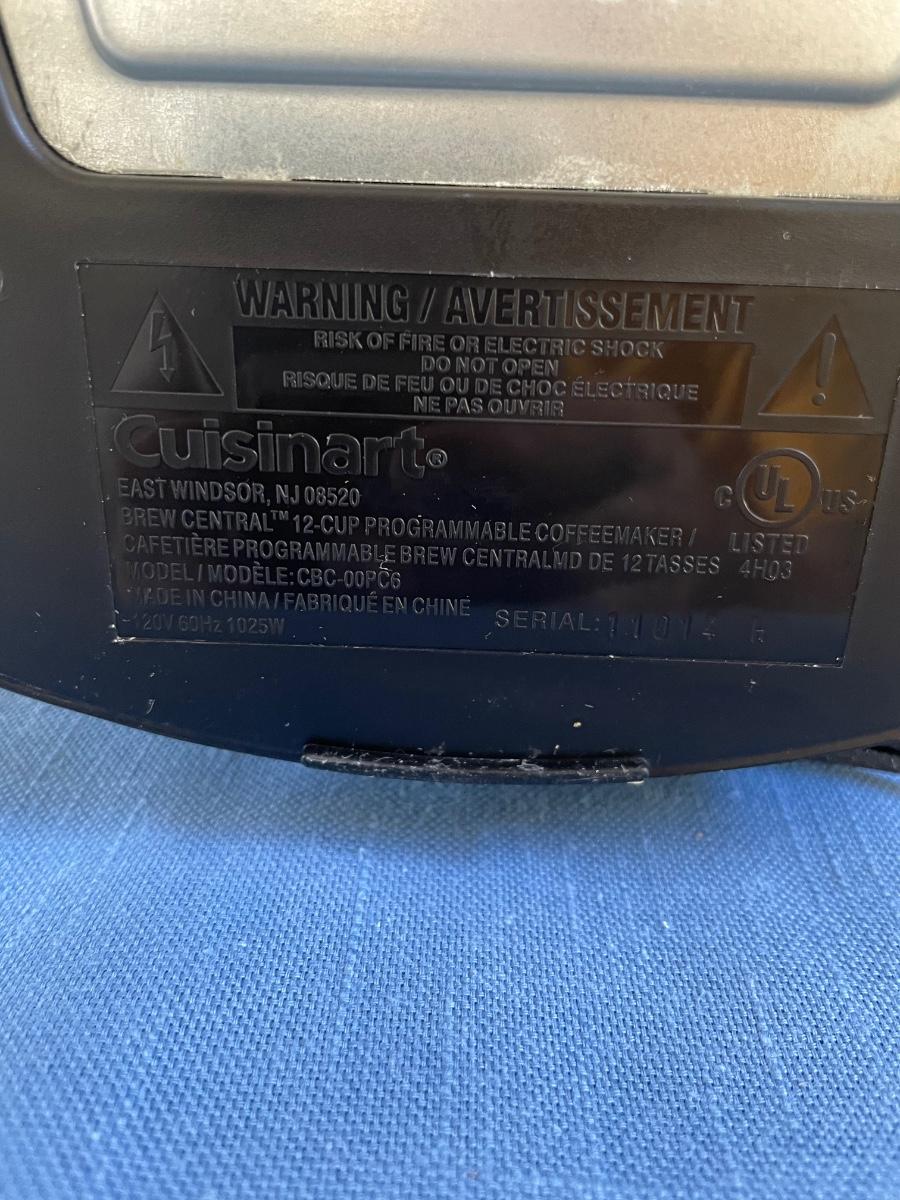 WARNING / AVERTISSEMENT
RISK OF FIRE OR ELECTRIC SHOCK
DO NOT OPEN
RISQUE DE FEU OU DE CHOC ÉLECTRIQUE
NE PAS OUVRIR
Cuisinart®
EAST WINDSOR, NJ 08520
BREW CENTRAL™ 12-CUP PROGRAMMABLE COFFEEMAKER /
CAFETIÈRE PROGRAMMABLE BREW CENTRALMD DE 12 TASSES
MODEL / MODÈLE: CBC-00PC6
MADE IN CHINA / FABRIQUÉ EN CHINE
~120V 60Hz 1025W
SERIAL:
C UL US
LISTED
4H03